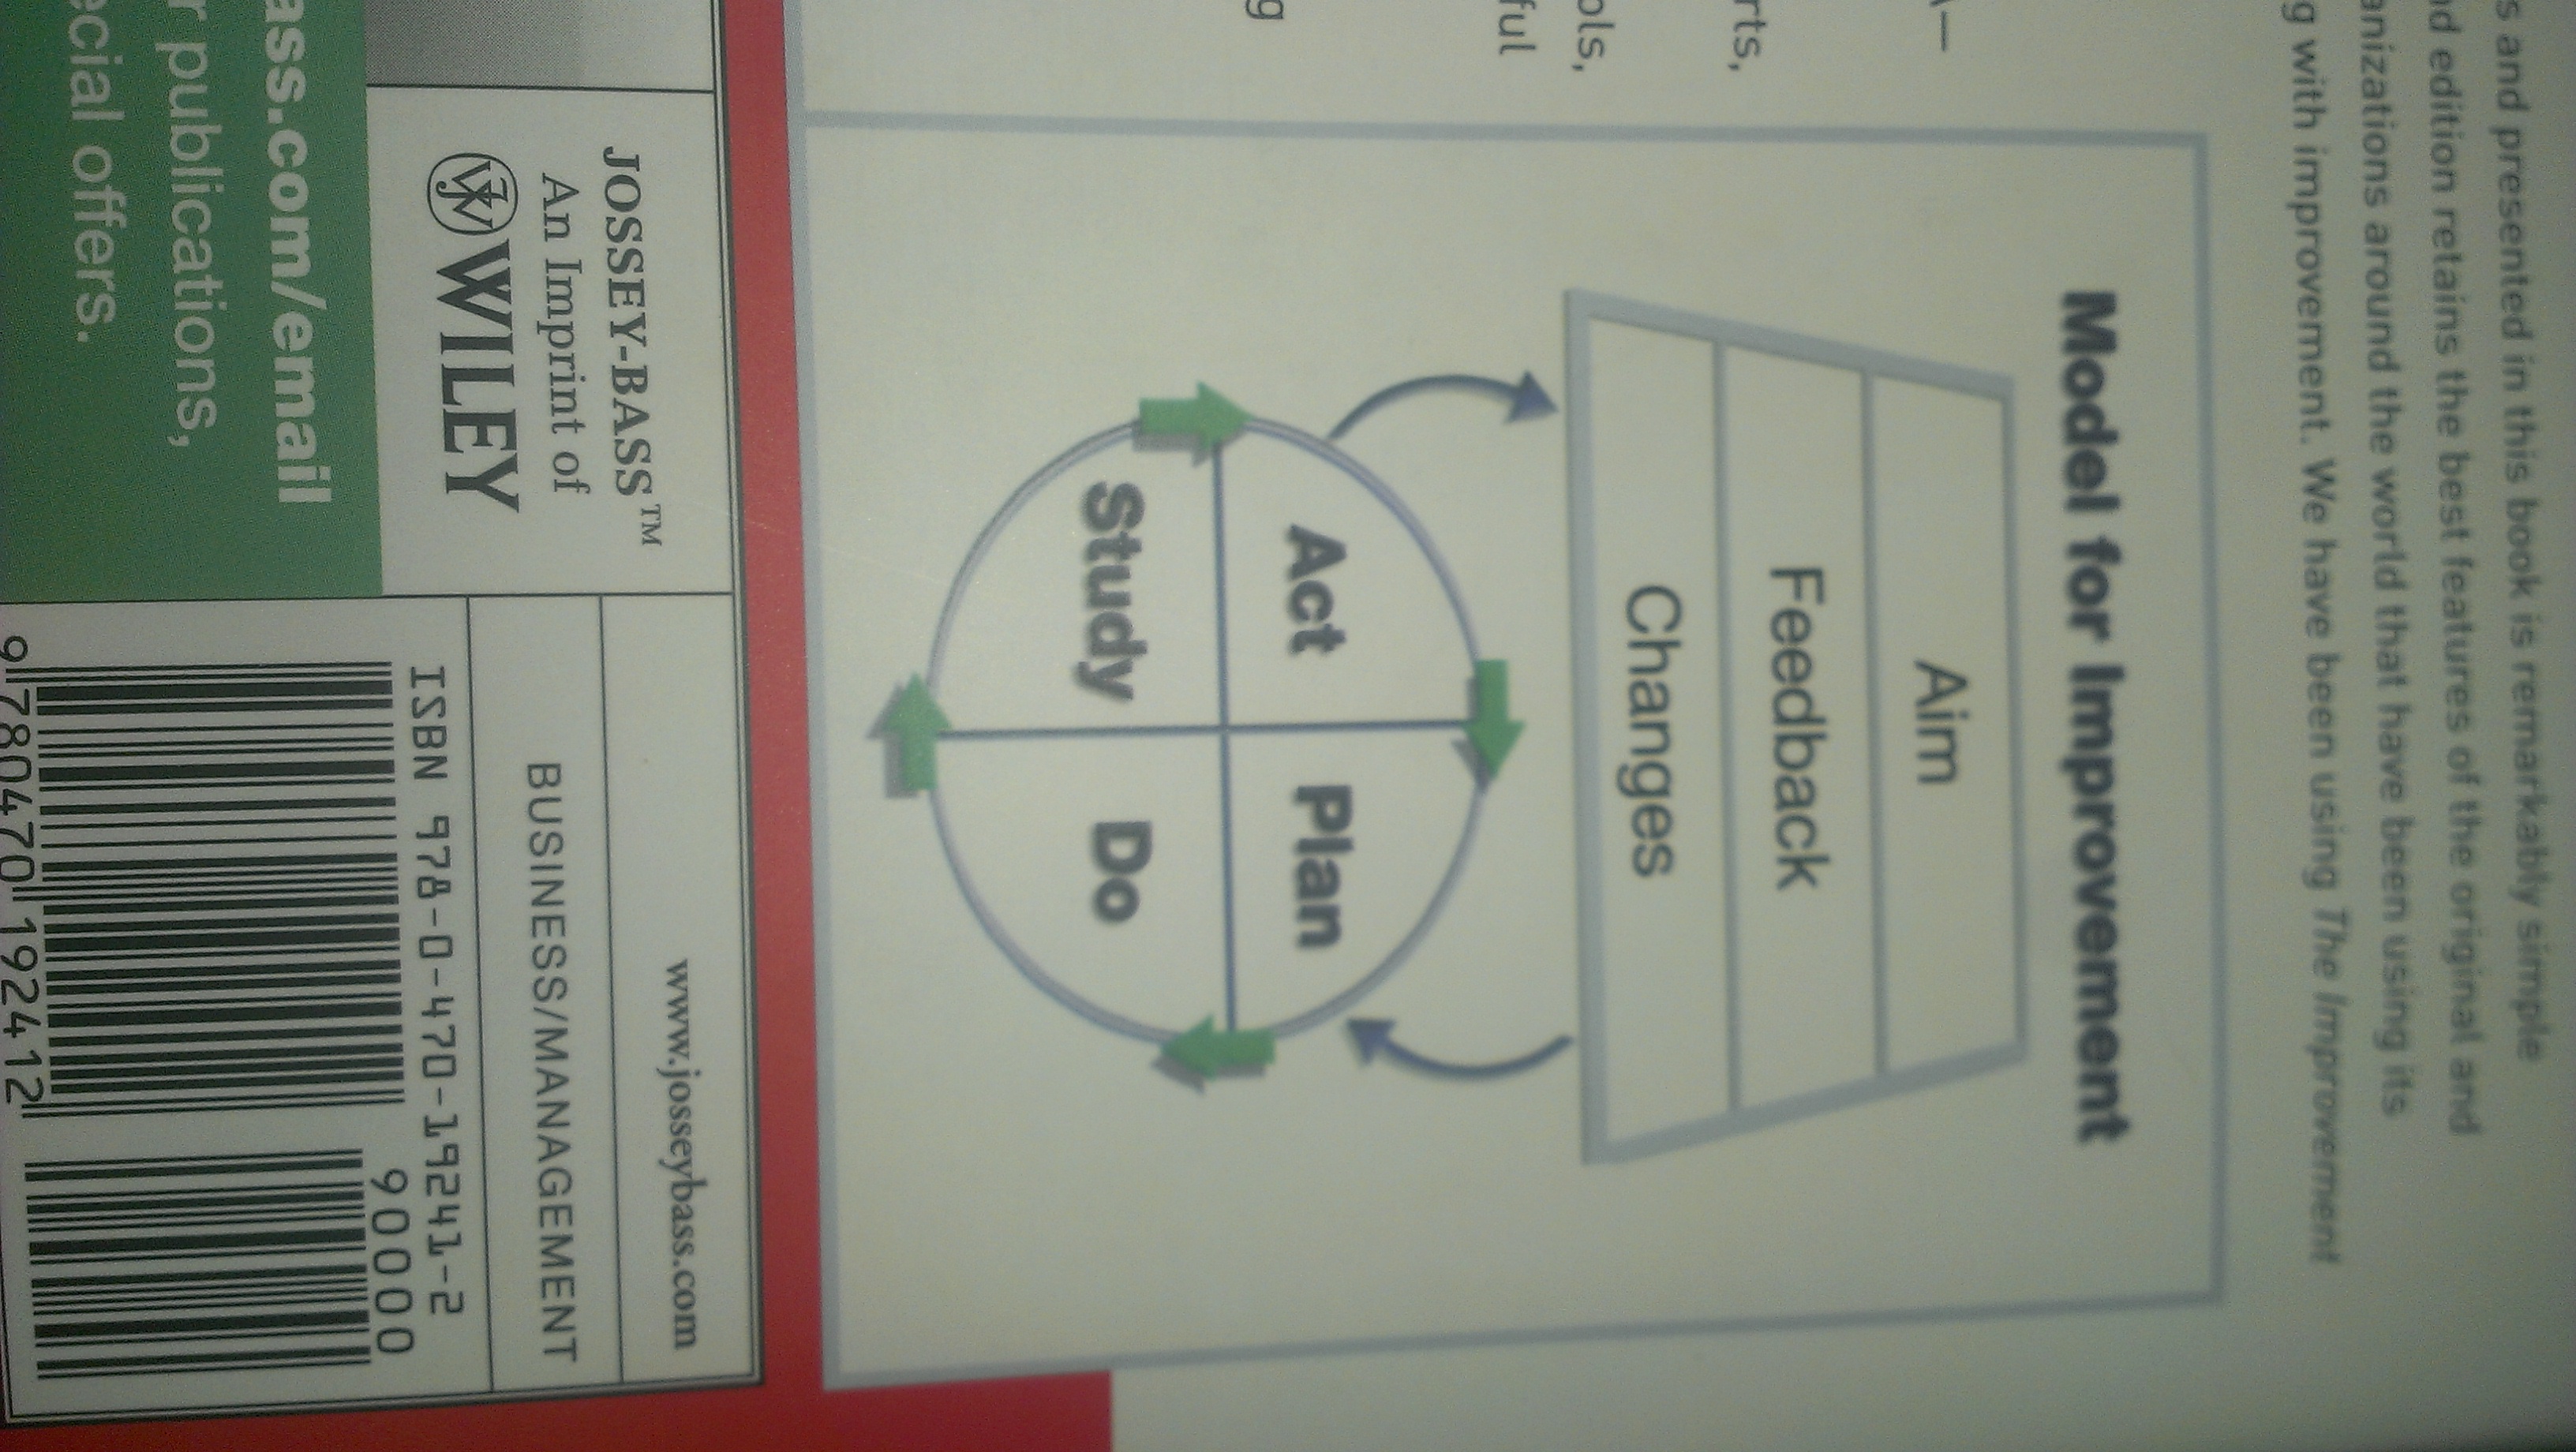 s and presented in this book is remarkably simple
edition retains the best features of the original and
anizations around the world that have been using its
g with improvement. We have been using The Improvement
A—
rts,
ols,
ful
g
Model for Improvement
Aim
Feedback
Changes
Act
Plan
Study
Do
ass.com/email
r publications,
ecial offers.
JOSSEY-BASS™
An Imprint of
WILEY
www.josseybass.com
BUSINESS/MANAGEMENT
ISBN 978-0-470-19241-2
90000
9 780470 192412